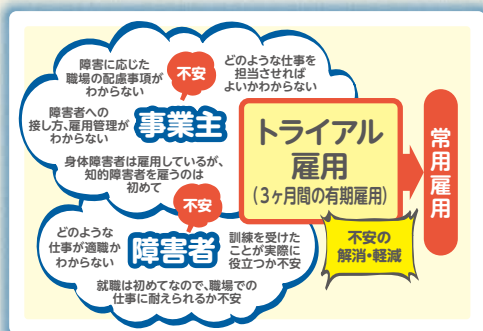 障害に応じた
職場の配慮事項が
わからない
不安
どのような仕事を
担当させれば
よいかわからない
障害者への
接し方、雇用管理が
わからない
事業主
身体障害者は雇用しているが、
知的障害者を雇うのは
初めて
トライアル
雇用
（3ヶ月間の有期雇用）
常用雇用
不安
どのような
仕事が適職か
わからない
障害者
訓練を受けた
ことが実際に
役立つか不安
就職は初めてなので、職場での
仕事に耐えられるか不安
不安の
解消・軽減